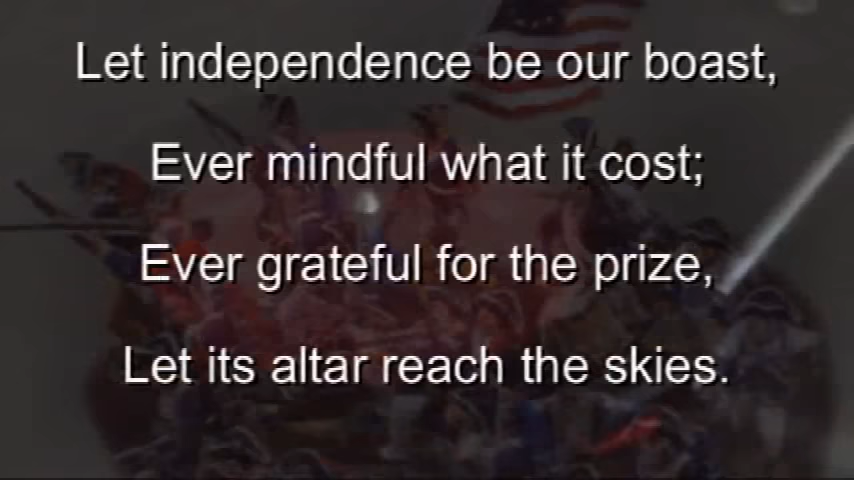 Let independence be our boast,
Ever mindful what it cost;
Ever grateful for the prize,
Let its altar reach the skies.